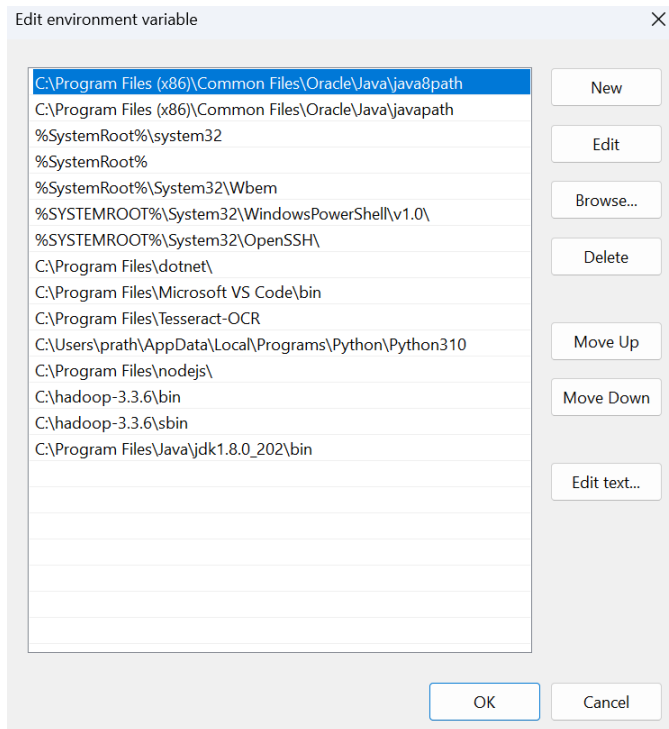 Edit environment variable
C:\Program Files (x86)\Common Files\Oracle\Java\java8path
C:\Program Files (x86)\Common Files\Oracle\Java\javapath
%SystemRoot%\system32
%SystemRoot%
%SystemRoot%\System32\Wbem
%SYSTEMROOT%\System32\WindowsPowerShell\v1.0\
%SYSTEMROOT%\System32\OpenSSH\
C:\Program Files\dotnet\
C:\Program Files\Microsoft VS Code\bin
C:\Program Files\Tesseract-OCR
C:\Users\prath\AppData\Local\Programs\Python\Python310
C:\Program Files\nodejs\
C:\hadoop-3.3.6\bin
C:\hadoop-3.3.6\sbin
C:\Program Files\Java\jdk1.8.0_202\bin
New
Edit
Browse...
Delete
Move Up
Move Down
Edit text...
OK
Cancel